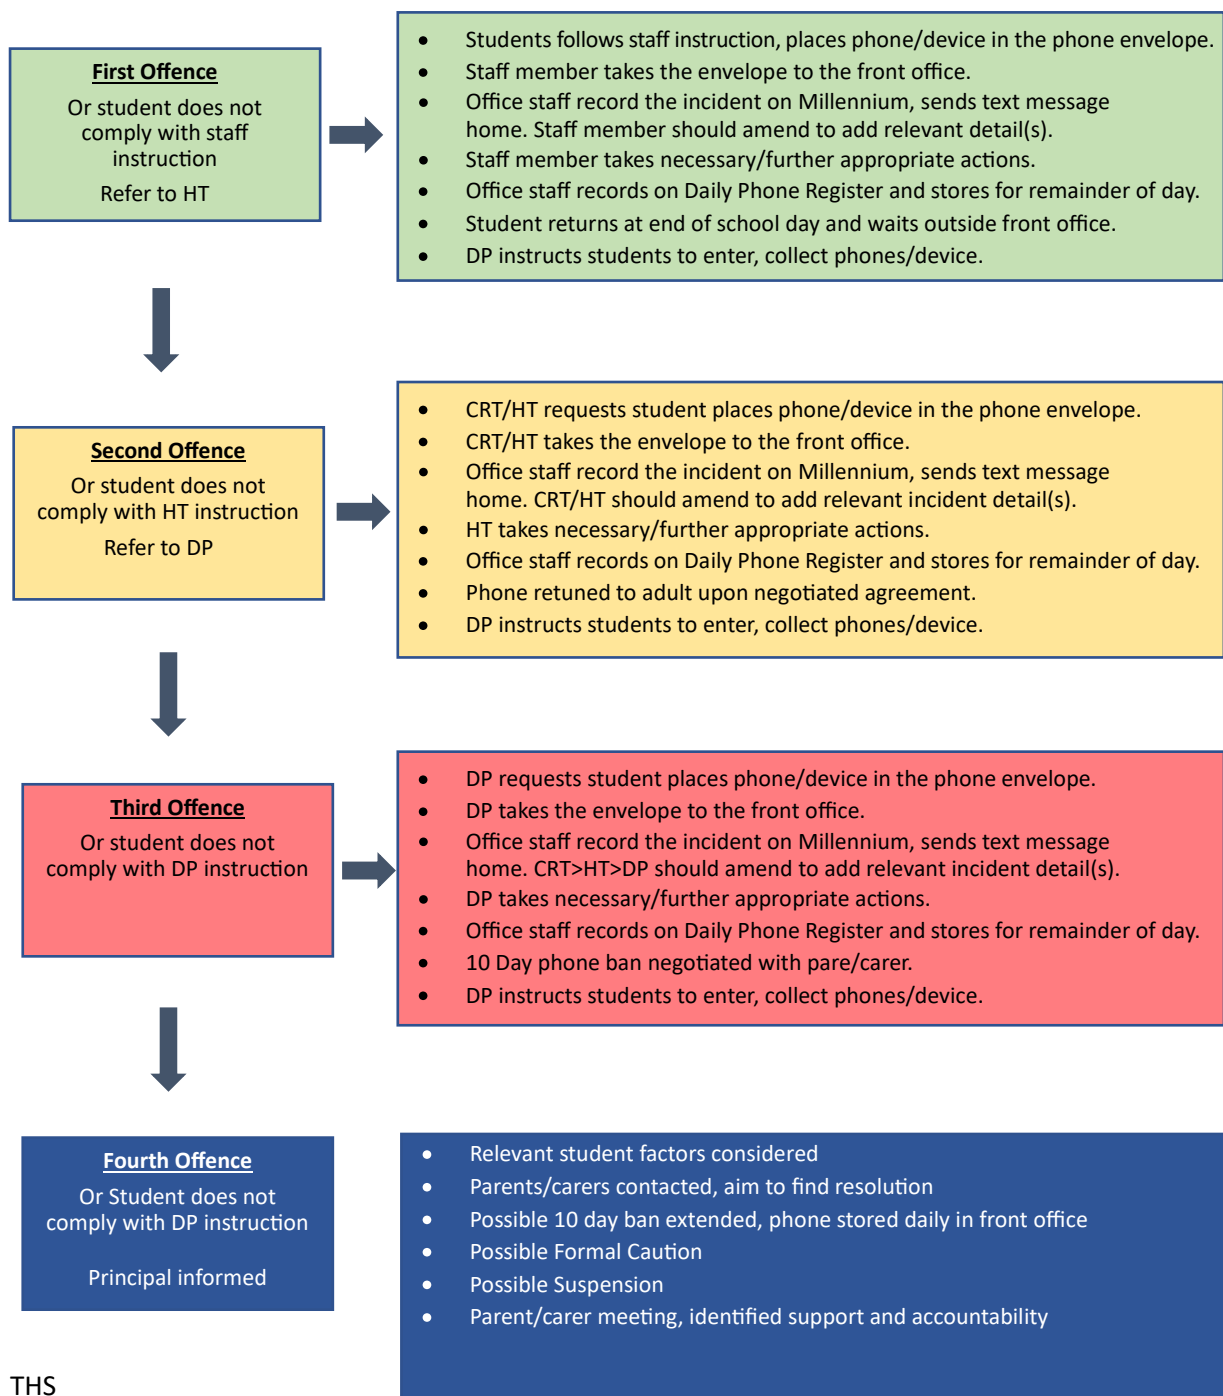 First Offence
Or student does not
comply with staff
instruction
Refer to HT
• Students follows staff instruction, places phone/device in the phone envelope.
• Staff member takes the envelope to the front office.
• Office staff record the incident on Millennium, sends text message
home. Staff member should amend to add relevant detail(s).
• Staff member takes necessary/further appropriate actions.
• Office staff records on Daily Phone Register and stores for remainder of day.
• Student returns at end of school day and waits outside front office.
• DP instructs students to enter, collect phones/device.
Second Offence
Or student does not
comply with HT instruction
Refer to DP
• CRT/HT requests student places phone/device in the phone envelope.
• CRT/HT takes the envelope to the front office.
• Office staff record the incident on Millennium, sends text message
home. CRT/HT should amend to add relevant incident detail(s).
• HT takes necessary/further appropriate actions.
• Office staff records on Daily Phone Register and stores for remainder of day.
• Phone retuned to adult upon negotiated agreement.
• DP instructs students to enter, collect phones/device.
Third Offence
Or student does not
comply with DP instruction
• DP requests student places phone/device in the phone envelope.
• DP takes the envelope to the front office.
• Office staff record the incident on Millennium, sends text message
home. CRT>HT>DP should amend to add relevant incident detail(s).
• DP takes necessary/further appropriate actions.
• Office staff records on Daily Phone Register and stores for remainder of day.
• 10 Day phone ban negotiated with pare/carer.
• DP instructs students to enter, collect phones/device.
Fourth Offence
Or Student does not
comply with DP instruction
Principal informed
• Relevant student factors considered
• Parents/carers contacted, aim to find resolution
• Possible 10 day ban extended, phone stored daily in front office
• Possible Formal Caution
• Possible Suspension
• Parent/carer meeting, identified support and accountability
THS